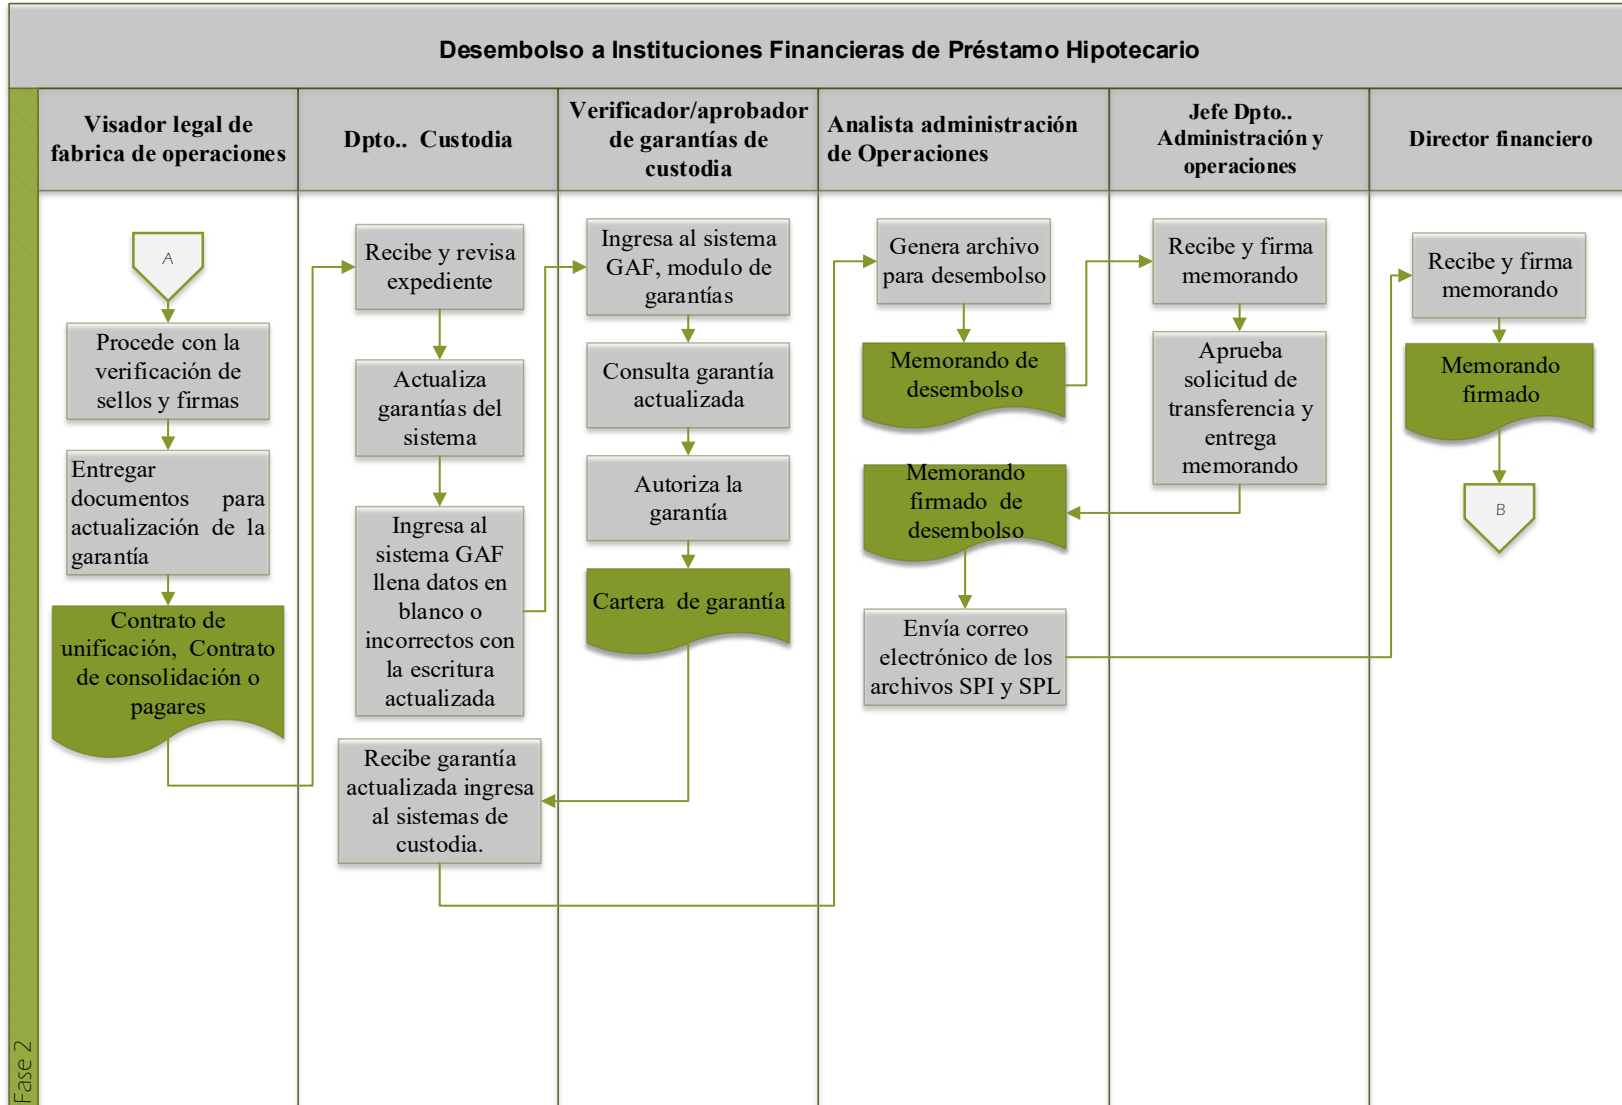 Desembolso a Instituciones Financieras de Préstamo Hipotecario
Visador legal de
fabrica de operaciones
Dpto.. Custodia
Verificador/aprobador
de garantías de
custodia
Analista administración
de Operaciones
Jefe Dpto..
Administración y
operaciones
Director financiero
A
Procede con la
verificación de
sellos y firmas
Entregar
documentos para
actualización de la
garantía
Contrato de
unificación, Contrato
de consolidación o
pagares
Recibe y revisa
expediente
Actualiza
garantías del
sistema
Ingresa al
sistema GAF
llena datos en
blanco o
incorrectos con
la escritura
actualizada
Recibe garantía
actualizada ingresa
al sistemas de
custodia.
Ingresa al sistema
GAF, modulo de
garantías
Consulta garantía
actualizada
Autoriza la
garantía
Cartera de garantía
Genera archivo
para desembolso
Memorando de
desembolso
Memorando
firmado de
desembolso
Envía correo
electrónico de los
archivos SPI y SPL
Recibe y firma
memorando
Aprueba
solicitud de
transferencia y
entrega
memorando
Recibe y firma
memorando
Memorando
firmado
B
Fase 2